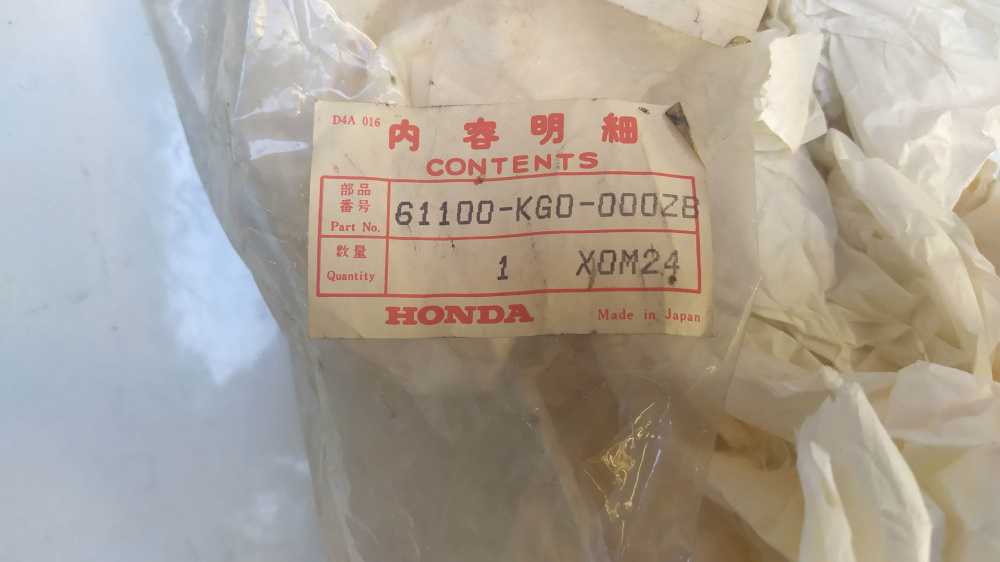 D4A 016
内容明細
CONTENTS
部品
番号
Part No.
61100-KG0-000ZB
数量
Quantity
1 X0M24
HONDA
Made in Japan